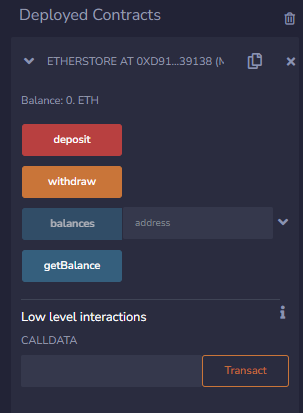 Deployed Contracts
ETHERSTORE AT 0XD91...39138 (M
Balance: 0. ETH
deposit
withdraw
balances address
getBalance
Low level interactions
CALLDATA
Transact